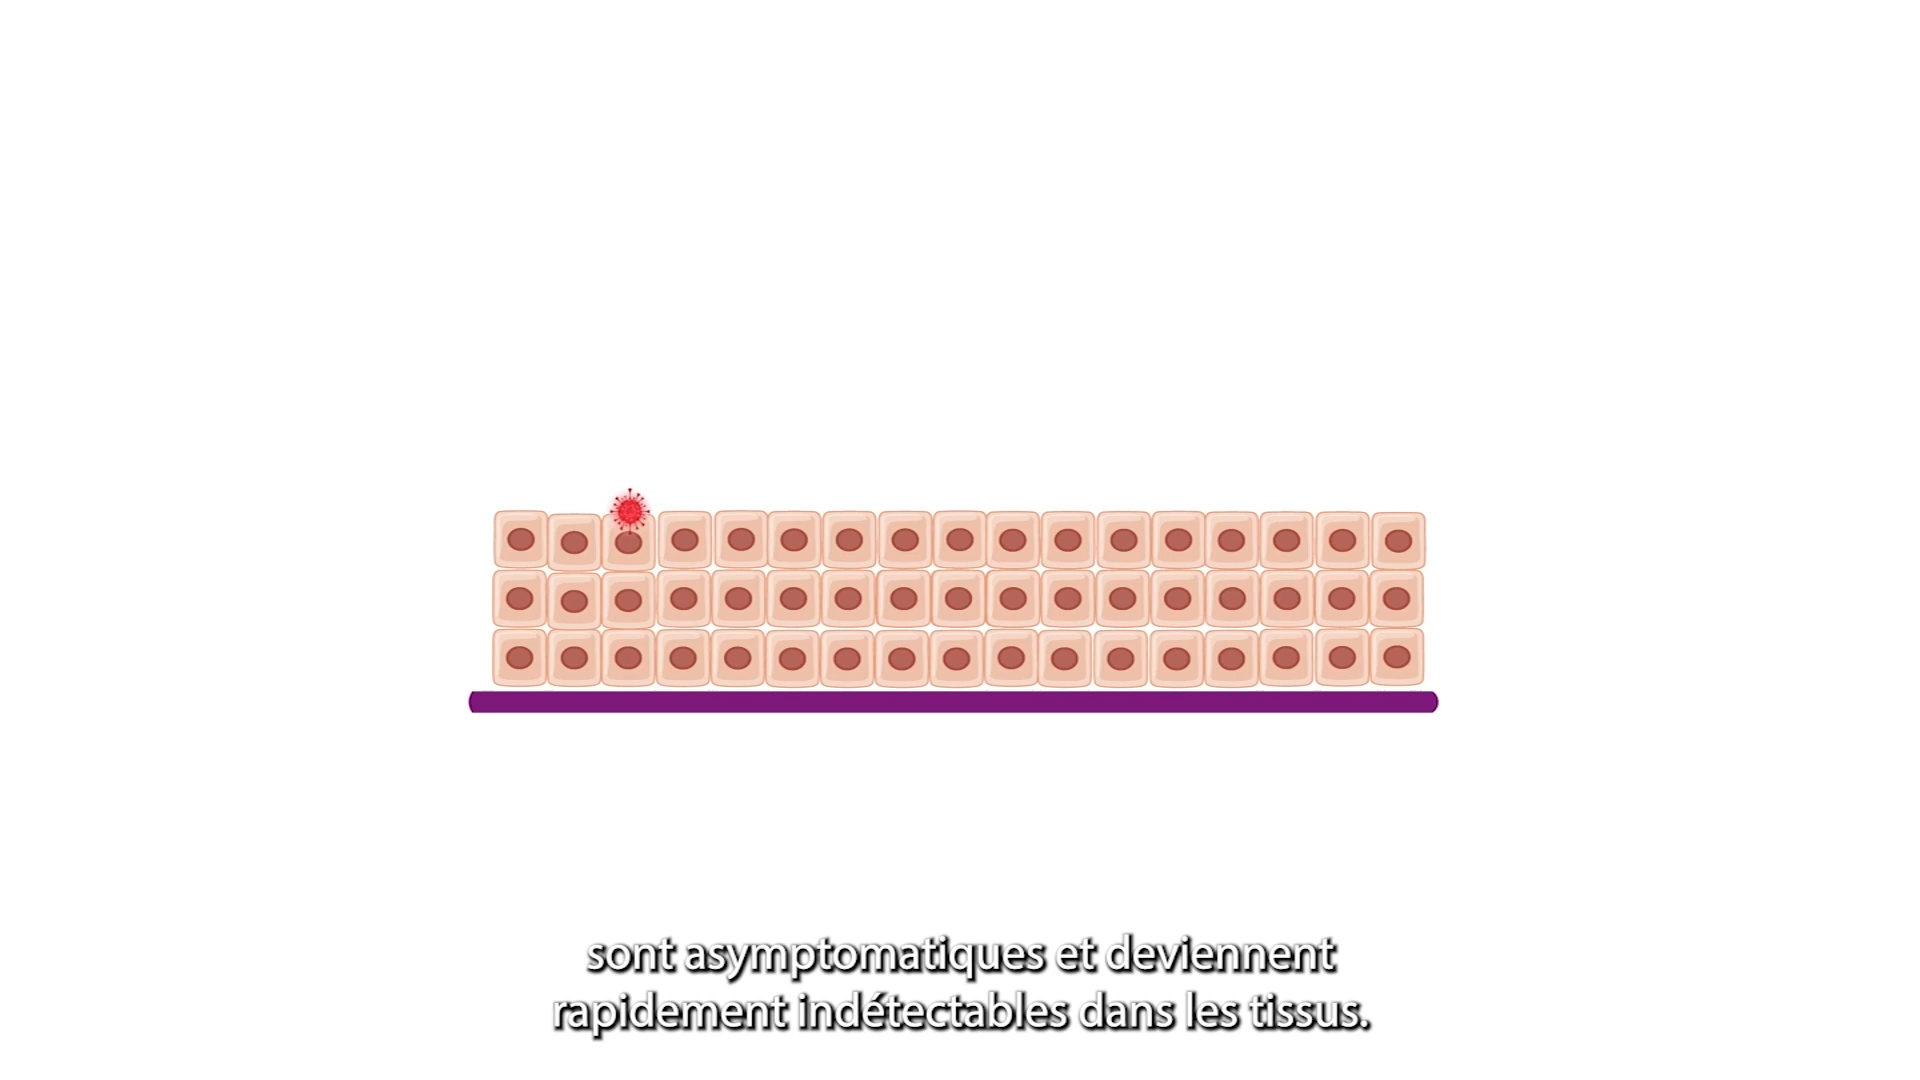 sont asymptomatiques et deviennent
rapidement indétectables dans les tissus.